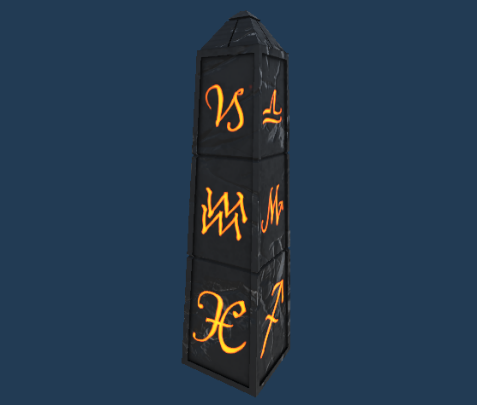 ♑ ♎
♒ ♏
♓ ♐